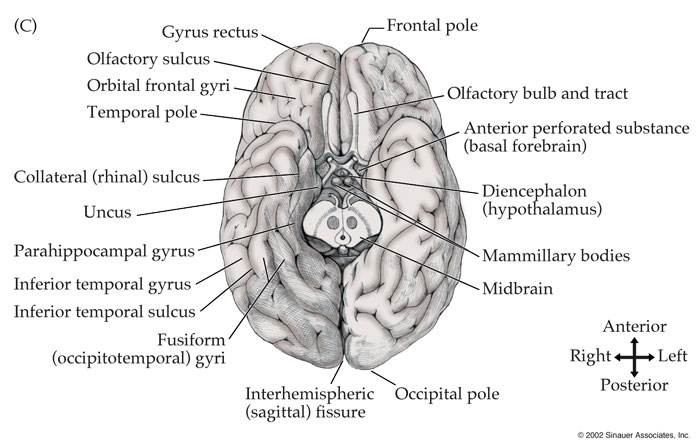 (C)
Gyrus rectus
Olfactory sulcus
Orbital frontal gyri
Temporal pole
Collateral (rhinal) sulcus
Uncus
Parahippocampal gyrus
Inferior temporal gyrus
Inferior temporal sulcus
Fusiform
(occipitotemporal) gyri
Interhemispheric
(sagittal) fissure
Frontal pole
Olfactory bulb and tract
Anterior perforated substance
(basal forebrain)
Diencephalon
(hypothalamus)
Mammillary bodies
Midbrain
Occipital pole
Anterior
Right Left
Posterior
© 2002 Sinauer Associates, Inc.